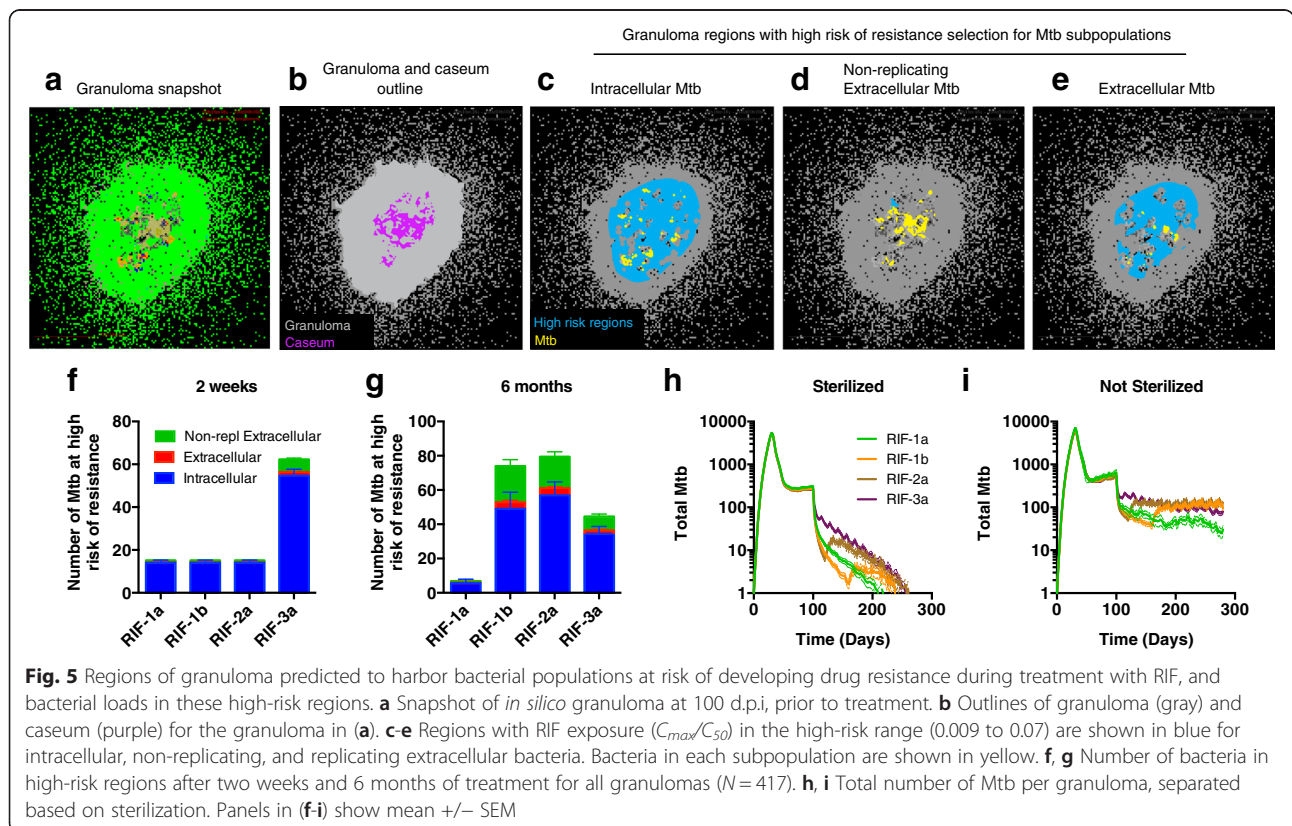 Granuloma regions with high risk of resistance selection for Mtb subpopulations
a
Granuloma snapshot
b
Granuloma and caseum
outline
c
Intracellular Mtb
d
Non-replicating
Extracellular Mtb
e
Extracellular Mtb
Granuloma
Caseum
High risk regions
Mtb
f
2 weeks
Number of Mtb at high
risk of resistance
80
60
40
20
0
Non-repl Extracellular
Extracellular
Intracellular
RIF-1a
RIF-1b
RIF-2a
RIF-3a
g
6 months
Number of Mtb at high
risk of resistance
100
80
60
40
20
0
RIF-1a
RIF-1b
RIF-2a
RIF-3a
h
Sterilized
Total Mtb
10000
1000
100
10
1
RIF-1a
RIF-1b
RIF-2a
RIF-3a
0
100
200
300
Time (Days)
i
Not Sterilized
Total Mtb
10000
1000
100
10
1
0
100
200
300
Time (Days)
Fig. 5 Regions of granuloma predicted to harbor bacterial populations at risk of developing drug resistance during treatment with RIF, and
bacterial loads in these high-risk regions. a Snapshot of in silico granuloma at 100 d.p.i, prior to treatment. b Outlines of granuloma (gray) and
caseum (purple) for the granuloma in (a). c-e Regions with RIF exposure (Cmax/C50) in the high-risk range (0.009 to 0.07) are shown in blue for
intracellular, non-replicating, and replicating extracellular bacteria. Bacteria in each subpopulation are shown in yellow. f, g Number of bacteria in
high-risk regions after two weeks and 6 months of treatment for all granulomas (N = 417). h, i Total number of Mtb per granuloma, separated
based on sterilization. Panels in (f-i) show mean +/− SEM